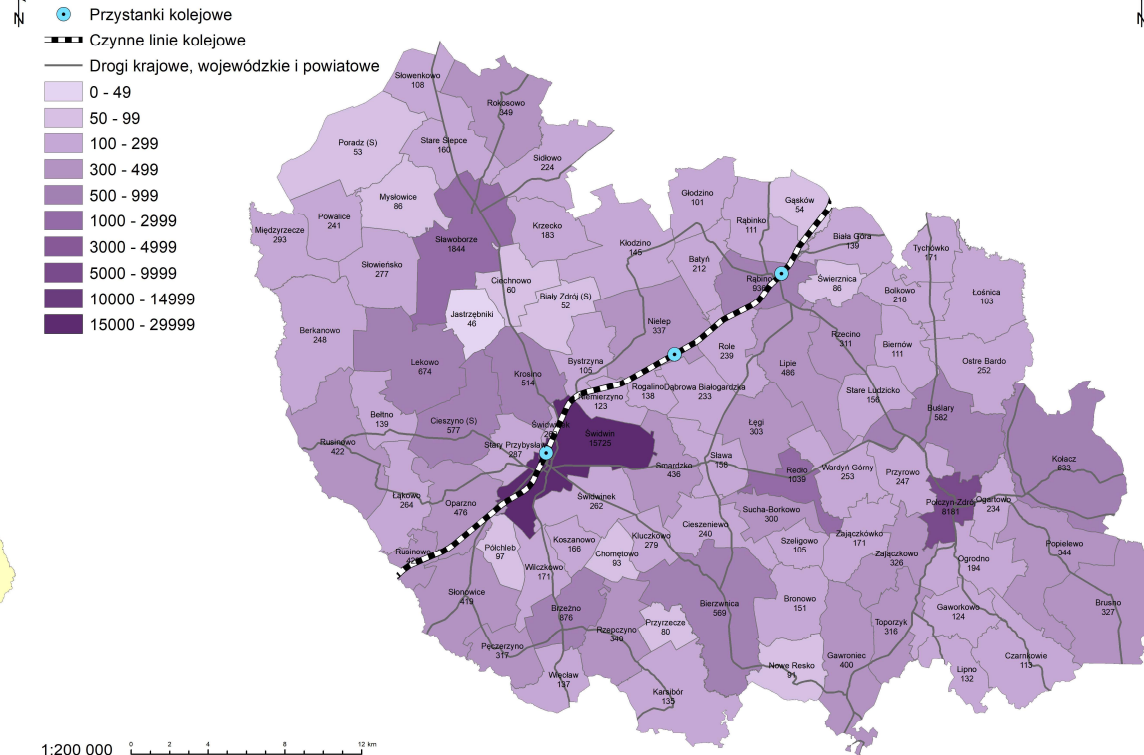 N
N
Przystanki kolejowe
Czynne linie kolejowe
Drogi krajowe, wojewódzkie i powiatowe
0 - 49
50 - 99
100 - 299
300 - 499
500 - 999
1000 - 2999
3000 - 4999
5000 - 9999
10000 - 14999
15000 - 29999
Słowenkowo
108
Rokosowo
349
Poradz (S)
53
Stare Ślepce
160
Sidłowo
224
Mysłowice
86
Powalice
241
Międzyrzecze
293
Słowieńsko
277
Sławoborze
1844
Krzecko
183
Kłodzino
145
Głodzino
101
Gąsków
54
Rąbinko
111
Biała Góra
139
Batyń
212
Tychówko
171
Ciechnowo
60
Biały Zdrój (S)
52
Świerznica
86
Bolkowo
210
Łośnica
103
Jastrzębniki
46
Nielep
337
Berkanowo
248
Rzecino
311
Biernów
111
Role
239
Lekowo
674
Krosino
514
Bystrzyna
105
Lipie
486
Ostre Bardo
252
Rogalino
138
Dąbrowa Białogardzka
233
123
Stare Ludzicko
156
Bełtno
139
Cieszyno (S)
577
Świdwin
15725
Łęgi
303
Buślary
582
Rusinowo
422
Stary Przybysław
287
Smardzko
436
Sława
158
Redło
1039
Wardyń Górny
253
Przyrowo
247
Kołacz
633
Łąkowo
264
Oparzno
476
Świdwinek
262
Połczyn-Zdrój
8181
Ogartowo
234
Sucha-Borkowo
300
Cieszeniewo
240
Kluczkowo
279
Koszanowo
166
Chomętowo
93
Półchleb
97
Wilczkowo
171
Szeligowo
105
Zajączkówko
171
Zajączkowo
326
Popielewo
344
Ogrodno
194
Rusinowo
Słonowice
419
Brzeżno
876
Bierzwnica
569
Bronowo
151
Gaworkowo
124
Brusno
327
Przyrzecze
80
Rzepczyno
349
Toporzyk
316
Pęczerzyno
317
Gawroniec
400
Czarnkowie
113
Nowe Resko
91
Lipno
132
Więcław
137
Karsibór
135
1:200 000
0 2 4 8 12 km